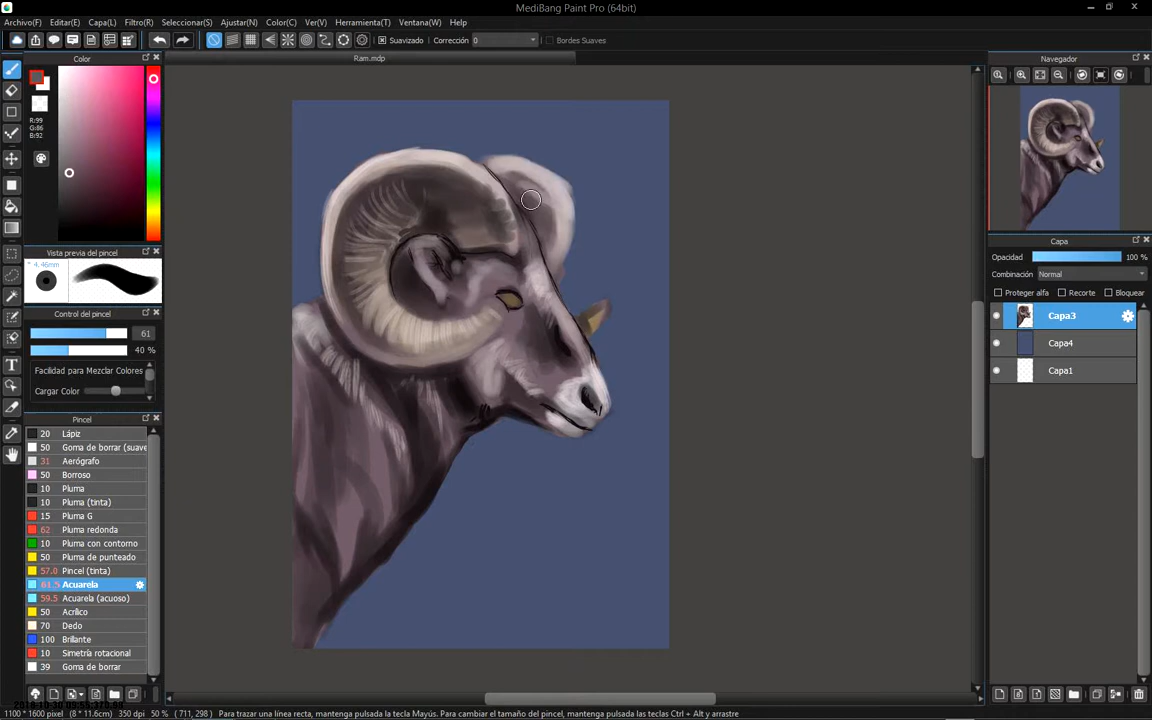 MediBang Paint Pro (64bit)
Archivo(F) Editar(E) Capa(L) Filtro(R) Seleccionar(S) Ajustar(N) Color(C) Ver(V) Herramienta(T) Ventana(W) Help
Suavizado Corrección 0 Bordes Suaves
Color
Ram.mdp
Navegador
R:99
G:86
B:92
Vista previa del pincel
* 4.46mm
Control del pincel
61
40 %
Facilidad para Mezclar Colores
Cargar Color
Pincel
20 Lápiz
50 Goma de borrar (suave
31 Aerógrafo
50 Borroso
10 Pluma
10 Pluma (tinta)
15 Pluma G
62 Pluma redonda
10 Pluma con contorno
50 Pluma de punteado
57.0 Pincel (tinta)
61.5 Acuarela
59.5 Acuarela (acuoso)
50 Acrílico
70 Dedo
100 Brillante
10 Simetría rotacional
39 Goma de borrar
Capa
Opacidad 100 %
Combinación Normal
Proteger alfa Recorte Bloquear
Capa3
Capa4
Capa1
1100 * 1600 pixel (8 * 11.6cm) 350 dpi 50 % ( 711, 298 ) Para trazar una línea recta, mantenga pulsada la tecla Mayús. Para cambiar el tamaño del pincel, mantenga pulsadas las teclas Ctrl + Alt y arrastre